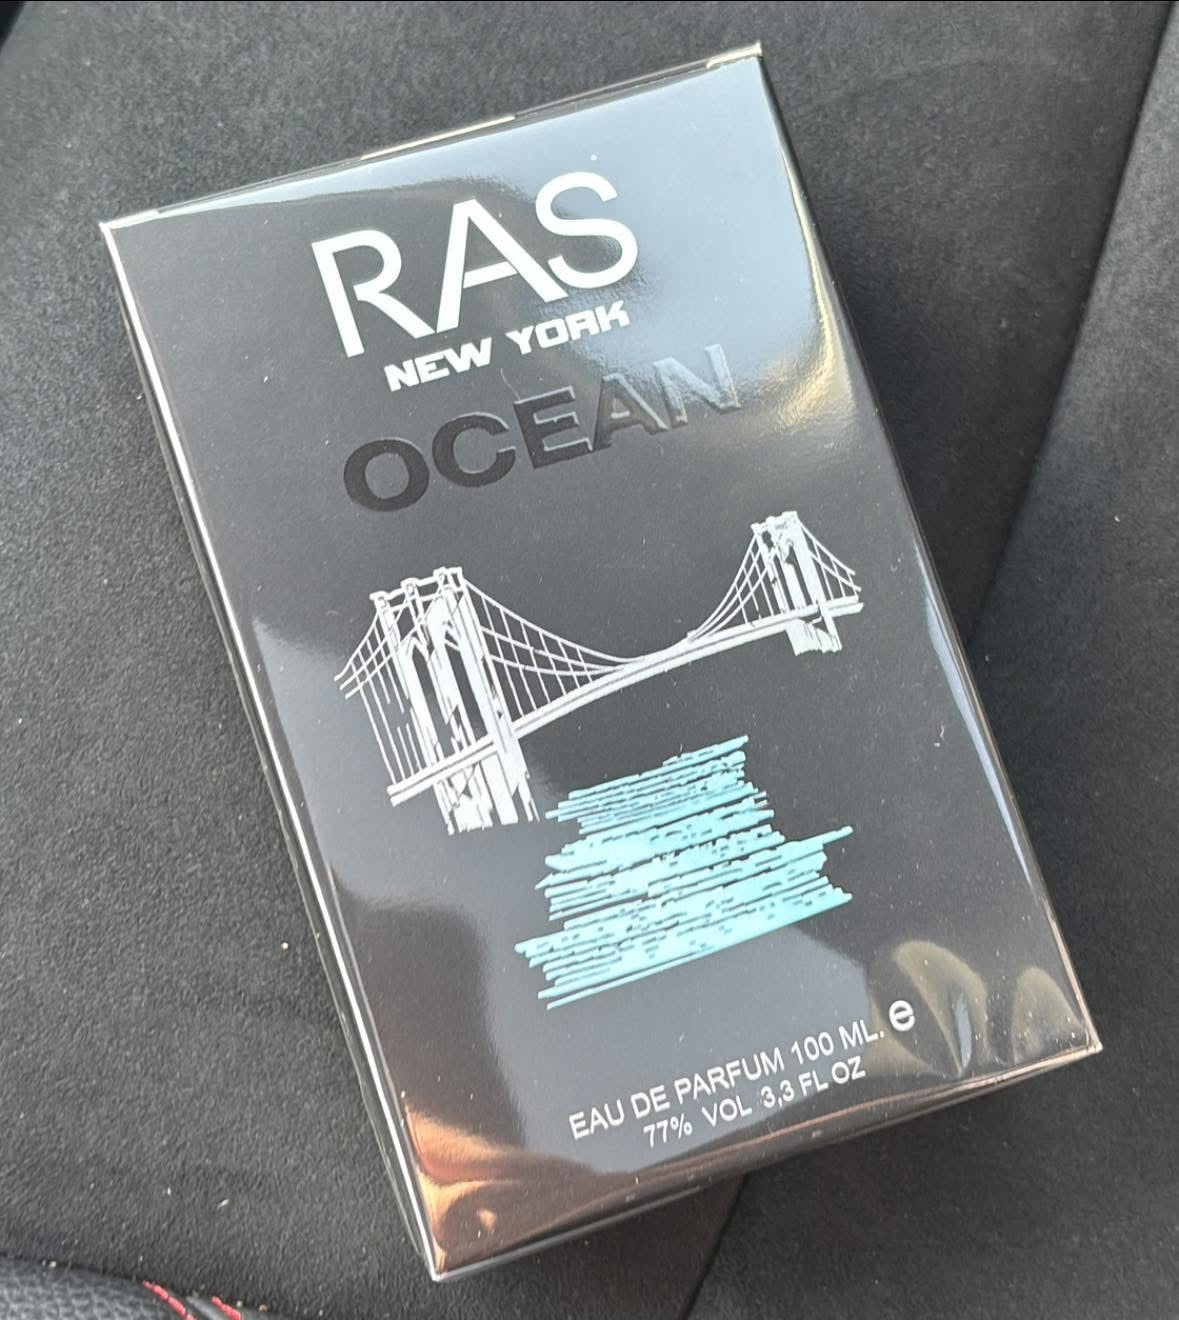 RAS
NEW YORK
OCEAN
EAU DE PARFUM 100 ML. e
77% VOL 3,3 FL OZ